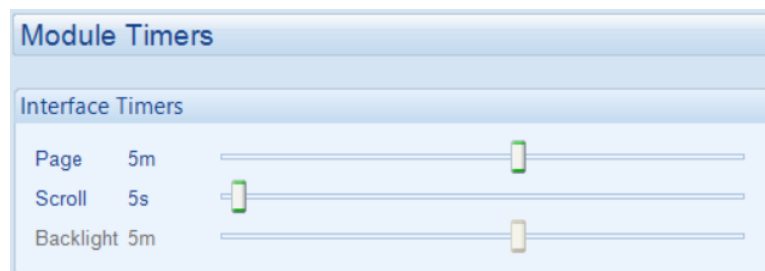 Module Timers
Interface Timers
Page 5m
Scroll 5s
Backlight 5m